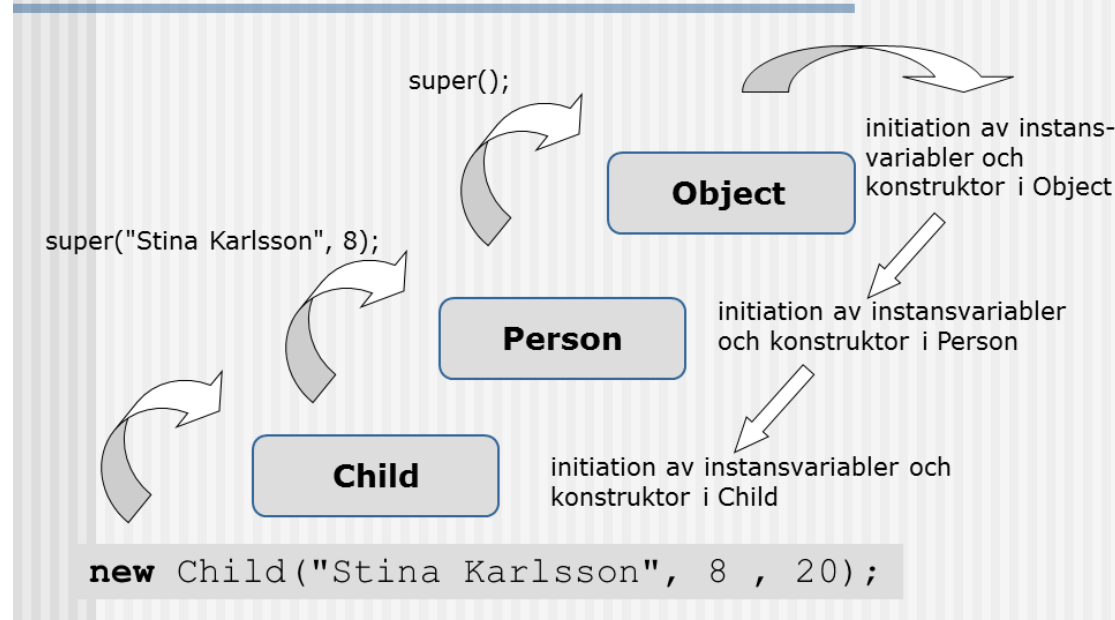 super();
initiation av instans-
variabler och
konstruktor i Object
Object
super("Stina Karlsson", 8);
initiation av instansvariabler
och konstruktor i Person
Person
initiation av instansvariabler och
konstruktor i Child
Child
new Child("Stina Karlsson", 8 , 20);